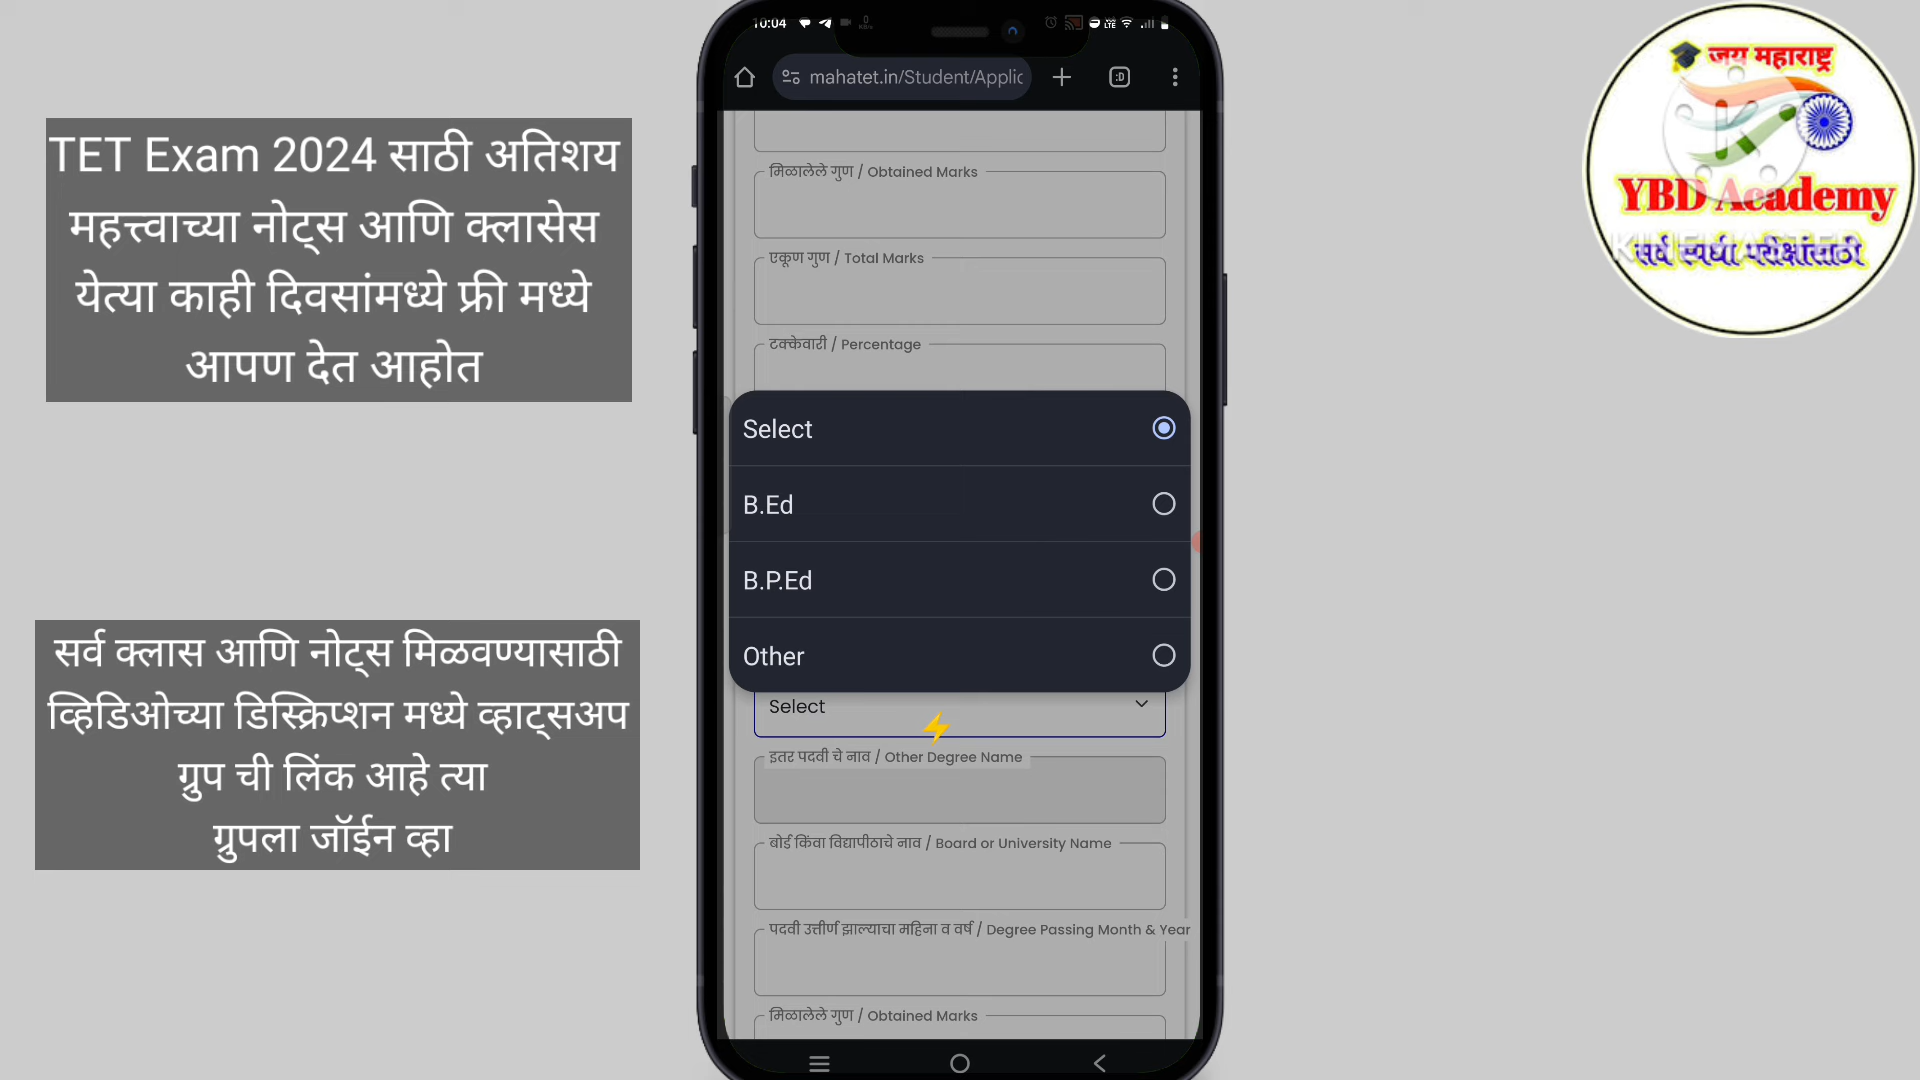 TET Exam 2024 साठी अतिशय
महत्त्वाच्या नोट्स आणि क्लासेस
येत्या काही दिवसांमध्ये फ्री मध्ये
आपण देत आहोत
सर्व क्लास आणि नोट्स मिळवण्यासाठी
व्हिडिओच्या डिस्क्रिप्शन मध्ये व्हाट्सअप
ग्रुप ची लिंक आहे त्या
ग्रुपला जॉईन व्हा
10:04
mahatet.in/Student/Applic
मिळालेले गुण / Obtained Marks
एकूण गुण / Total Marks
टक्केवारी / Percentage
Select
B.Ed
B.P.Ed
Other
Select
इतर पदवी चे नाव / Other Degree Name
बोर्ड किंवा विद्यापीठाचे नाव / Board or University Name
पदवी उत्तीर्ण झाल्याचा महिना व वर्ष / Degree Passing Month & Year
मिळालेले गुण / Obtained Marks
जय महाराष्ट्र
YBD Academy
सर्व स्पर्धा परीक्षांसाठी